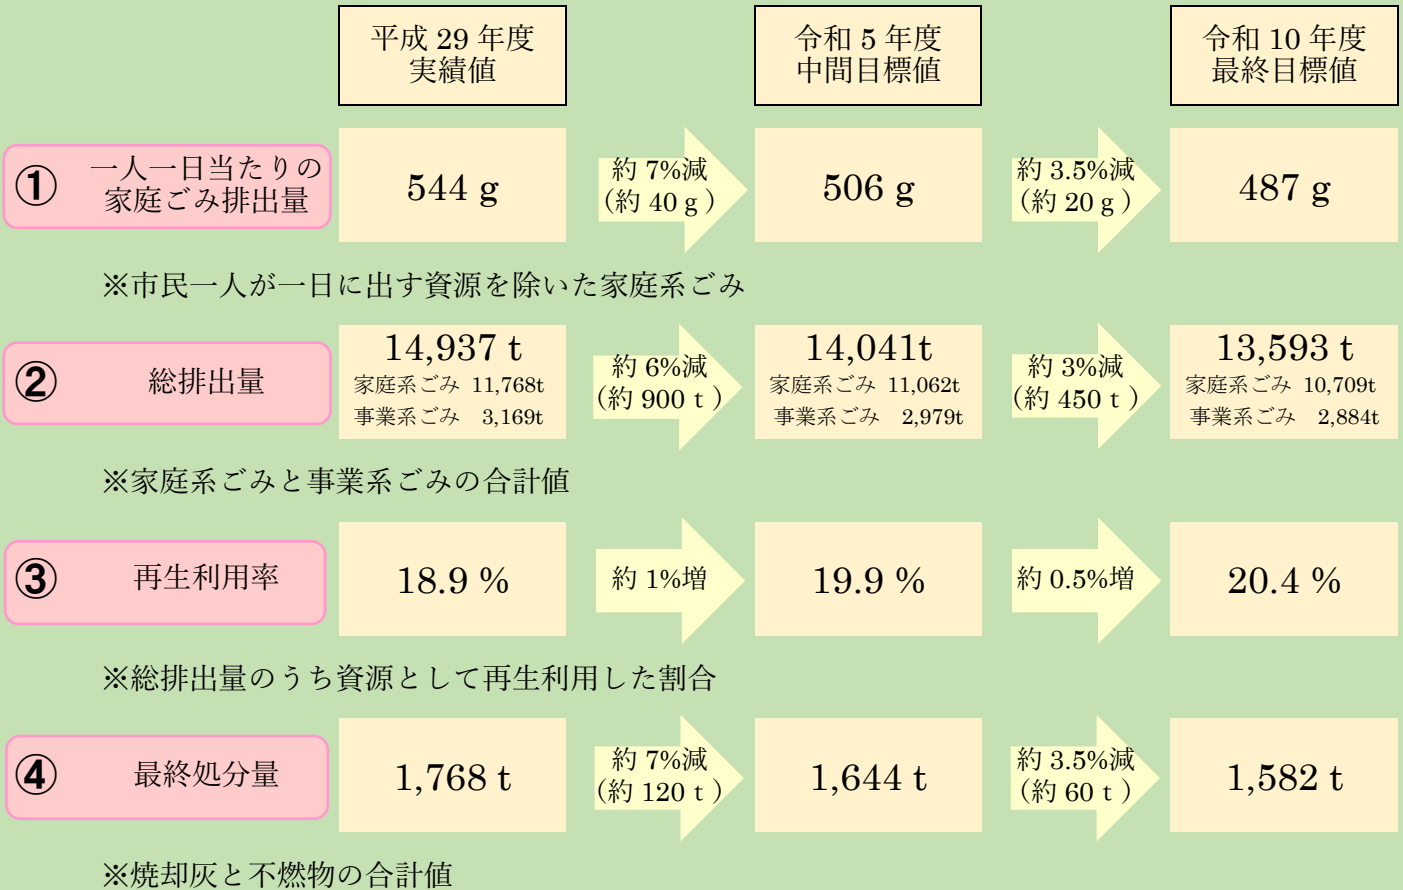 平成 29 年度
実績値
令和 5 年度
中間目標値
令和 10 年度
最終目標値
① 一人一日当たりの
家庭ごみ排出量
544 g
約 7%減
(約 40 g )
506 g
約 3.5%減
(約 20 g )
487 g
※市民一人が一日に出す資源を除いた家庭系ごみ
② 総排出量
14,937 t
家庭系ごみ 11,768t
事業系ごみ 3,169t
約 6%減
(約 900 t )
14,041t
家庭系ごみ 11,062t
事業系ごみ 2,979t
約 3%減
(約 450 t )
13,593 t
家庭系ごみ 10,709t
事業系ごみ 2,884t
※家庭系ごみと事業系ごみの合計値
③ 再生利用率
18.9 %
約 1%増
19.9 %
約 0.5%増
20.4 %
※総排出量のうち資源として再生利用した割合
④ 最終処分量
1,768 t
約 7%減
(約 120 t )
1,644 t
約 3.5%減
(約 60 t )
1,582 t
※焼却灰と不燃物の合計値